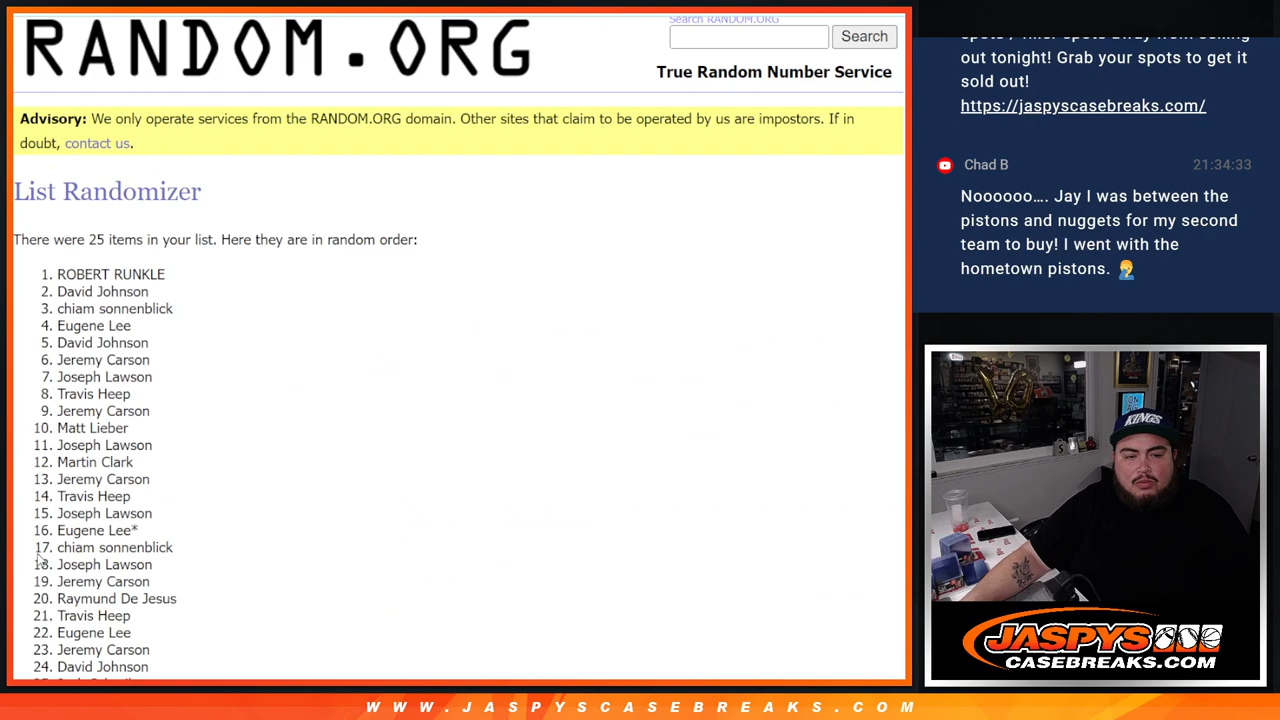 RANDOM.ORG
Search RANDOM.ORG
Search
True Random Number Service
Advisory: We only operate services from the RANDOM.ORG domain. Other sites that claim to be operated by us are impostors. If in
doubt, contact us.
List Randomizer
There were 25 items in your list. Here they are in random order:
1. ROBERT RUNKLE
2. David Johnson
3. chiam sonnenblick
4. Eugene Lee
5. David Johnson
6. Jeremy Carson
7. Joseph Lawson
8. Travis Heep
9. Jeremy Carson
10. Matt Lieber
11. Joseph Lawson
12. Martin Clark
13. Jeremy Carson
14. Travis Heep
15. Joseph Lawson
16. Eugene Lee*
17. chiam sonnenblick
18. Joseph Lawson
19. Jeremy Carson
20. Raymund De Jesus
21. Travis Heep
22. Eugene Lee
23. Jeremy Carson
24. David Johnson
out tonight! Grab your spots to get it
sold out!
https://jaspyscasebreaks.com/
Chad B 21:34:33
Noooooo.... Jay I was between the
pistons and nuggets for my second
team to buy! I went with the
hometown pistons. 🤦
KINGS
JASPYS
CASEBREAKS.COM
WWW.JASPYSCASEBREAKS.COM